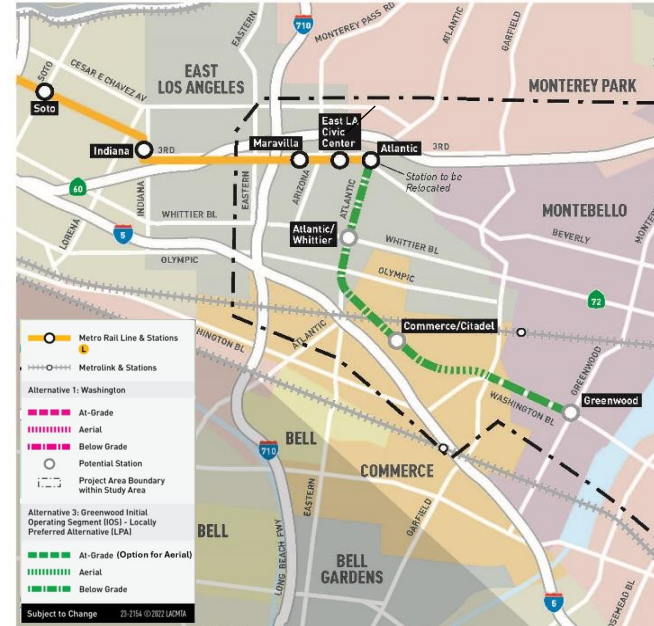 710
EASTERN
MONTEREY PASS RD
ATLANTIC
GARFIELD
SOTO
CESAR E CHAVEZ AV
EAST
LOS ANGELES
MONTEREY PARK
Soto
East LA
Civic
Center
Maravilla
Atlantic
Indiana
3RD
3RD
Station to be
Relocated
60
INDIANA
EASTERN
ARIZONA
ATLANTIC
MONTEBELLO
5
WHITTIER BL
Atlantic/
Whittier
BEVERLY
LORENA
OLYMPIC
WHITTIER BL
OLYMPIC
72
Commerce/Citadel
ATLANTIC
GREENWOOD
WASHINGTON BL
Greenwood
BELL
710
COMMERCE
EASTERN
GARFIELD
BELL
LONG BEACH FWY
BELL
GARDENS
5
Metro Rail Line & Stations
L
Metrolink & Stations
Alternative 1: Washington
At-Grade
Aerial
Below Grade
Potential Station
Project Area Boundary
within Study Area
Alternative 3: Greenwood Initial
Operating Segment (IOS) - Locally
Preferred Alternative (LPA)
At-Grade (Option for Aerial)
Aerial
Below Grade
Subject to Change
23-2154 ©2022 LACMTA